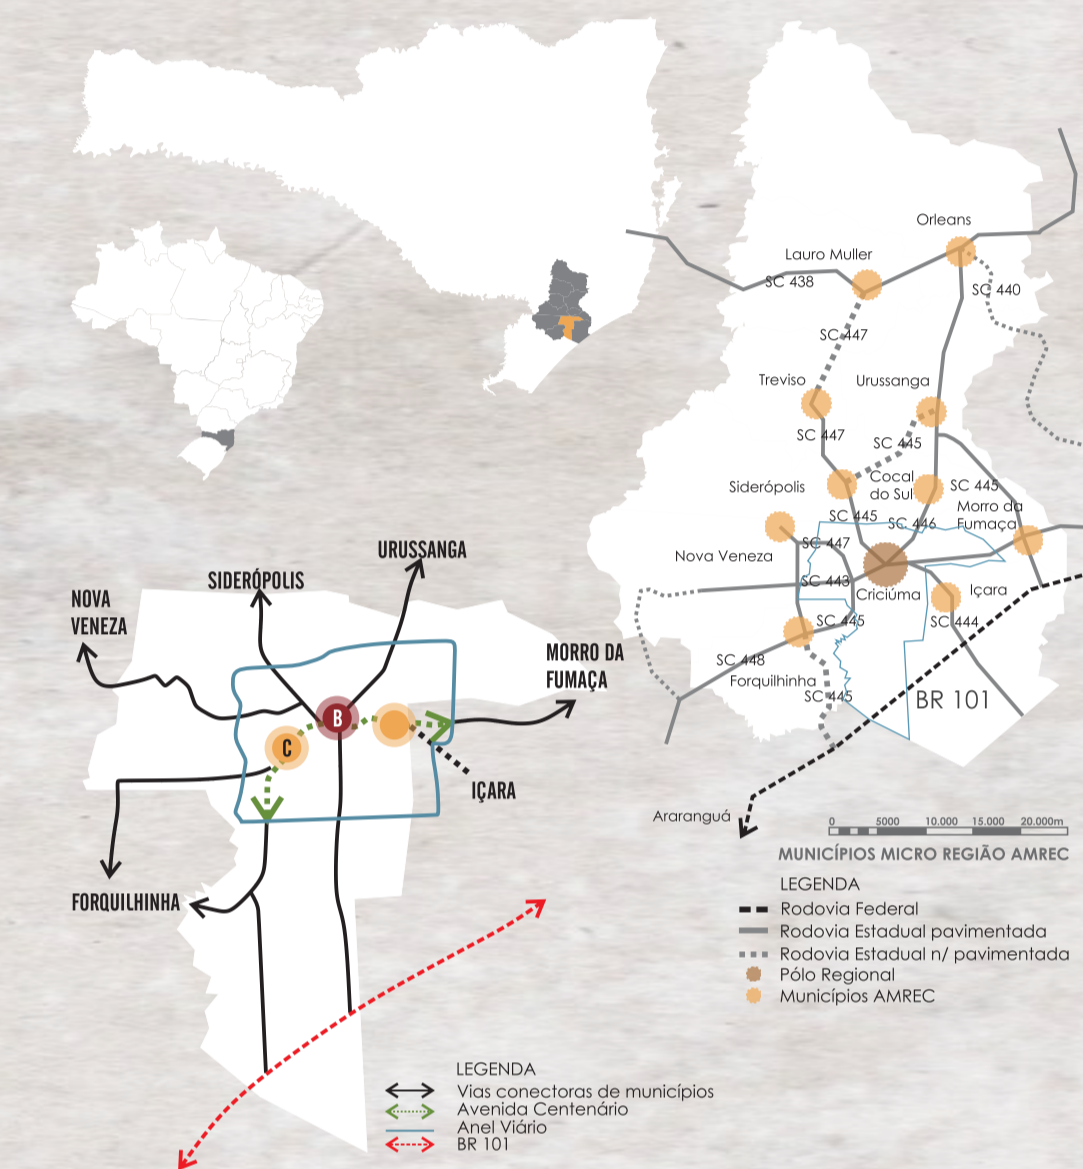 Orleans
Lauro Muller
SC 438
SC 440
SC 447
Treviso
Urussanga
SC 447
SC 445
Siderópolis
Cocal
do Sul
SC 445
SC 445
SC 446
Morro da
Fumaça
SC 447
Nova Veneza
SC 443
Criciúma
Içara
SC 445
SC 444
SC 448
Forquilhinha
SC 445
BR 101
Araranguá
0 5000 10.000 15.000 20.000m
MUNICÍPIOS MICRO REGIÃO AMREC
LEGENDA
Rodovia Federal
Rodovia Estadual pavimentada
Rodovia Estadual n/ pavimentada
Pólo Regional
Municípios AMREC
URUSSANGA
SIDERÓPOLIS
NOVA
VENEZA
MORRO DA
FUMAÇA
B
C
IÇARA
FORQUILHINHA
LEGENDA
Vias conectoras de municípios
Avenida Centenário
Anel Viário
BR 101